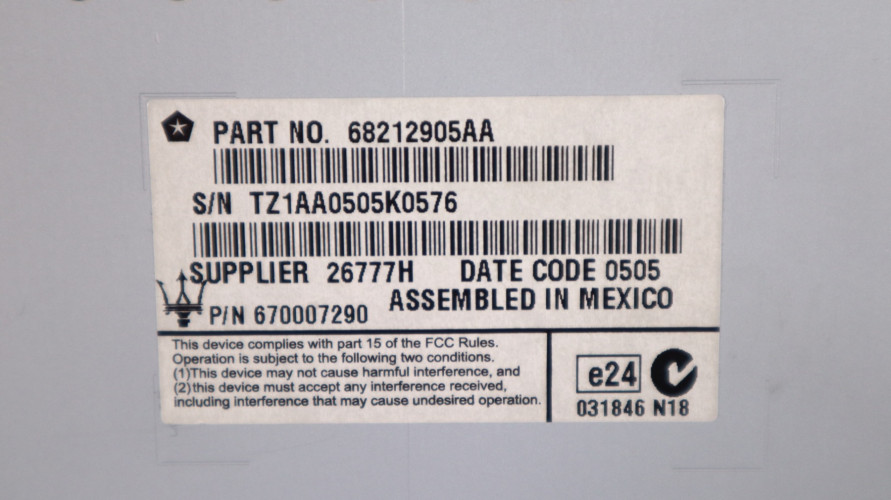 PART NO. 68212905AA
S/N TZ1AA0505K0576
SUPPLIER 26777H DATE CODE 0505
P/N 670007290 ASSEMBLED IN MEXICO
This device complies with part 15 of the FCC Rules.
Operation is subject to the following two conditions.
(1)This device may not cause harmful interference, and
(2)this device must accept any interference received,
including interference that may cause undesired operation.
e24
031846 N18